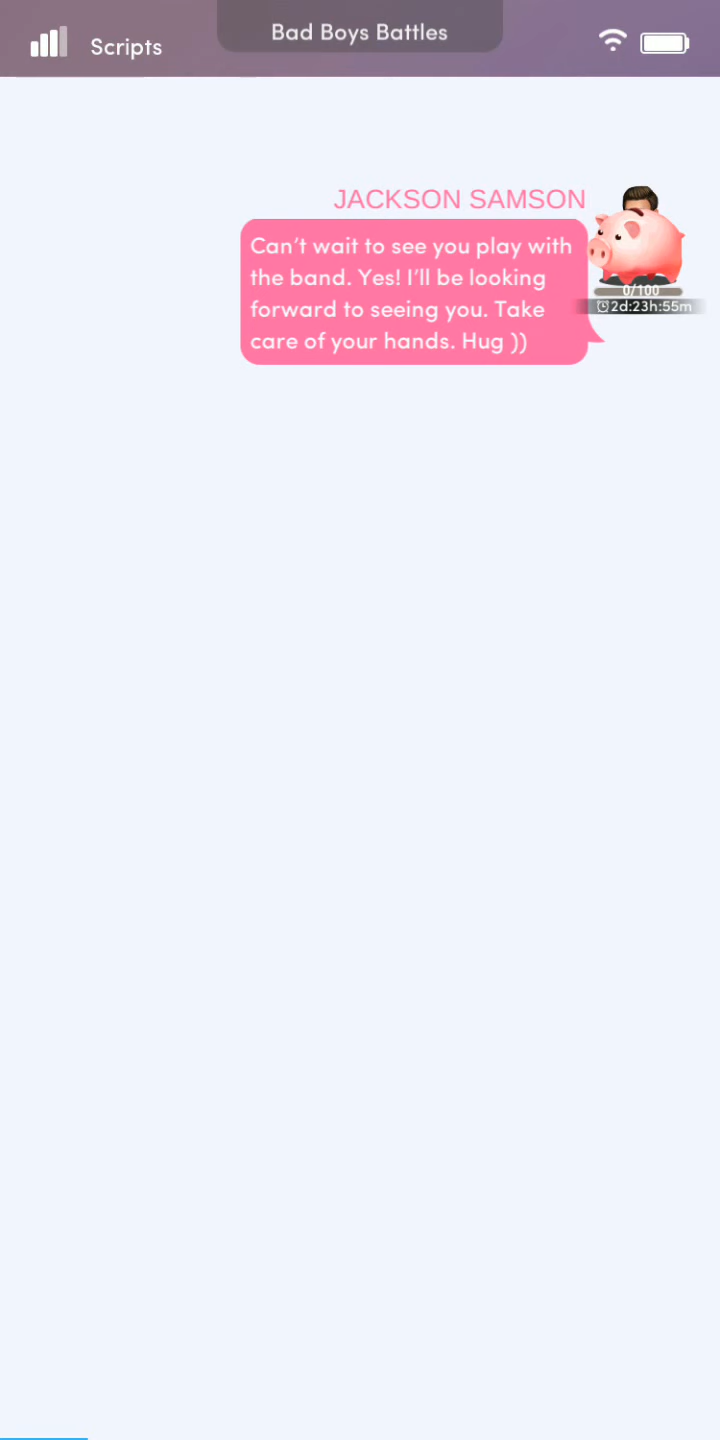 Scripts
Bad Boys Battles
JACKSON SAMSON
Can't wait to see you play with
the band. Yes! I'll be looking
forward to seeing you. Take
care of your hands. Hug ))
0/100
2d:23h:55m